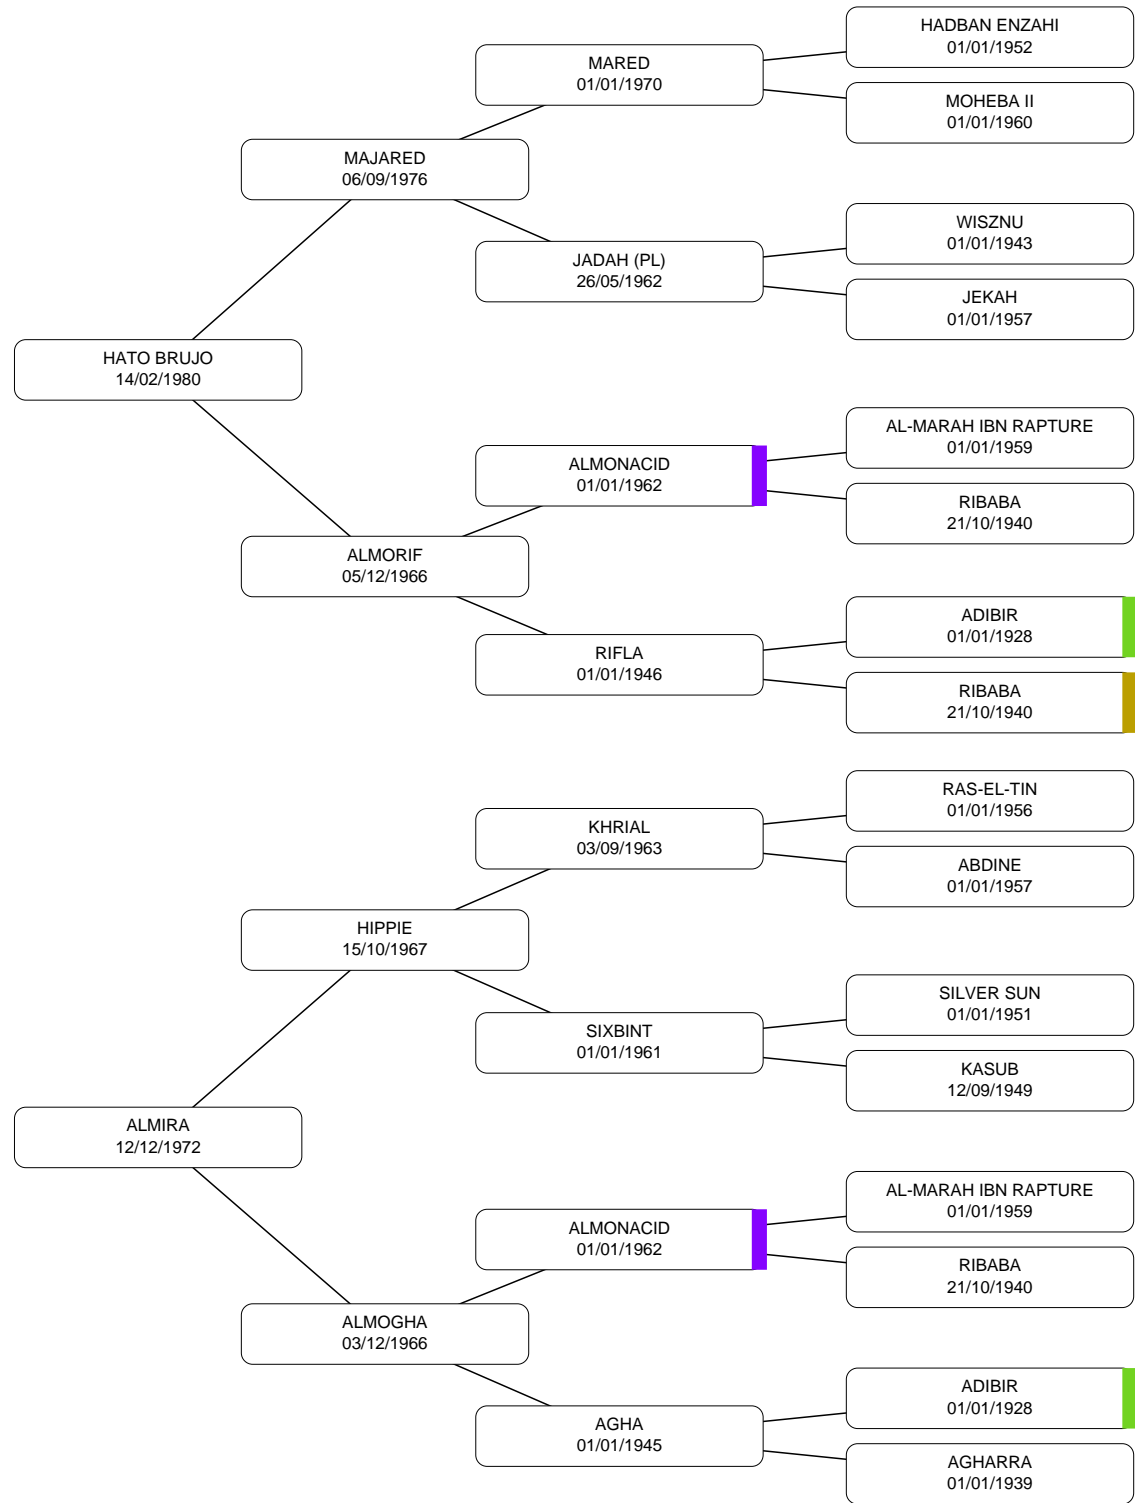 HADBAN ENZAHI
01/01/1952
MARED
01/01/1970
MOHEBA II
01/01/1960
MAJARED
06/09/1976
WISZNU
01/01/1943
JADAH (PL)
26/05/1962
JEKAH
01/01/1957
HATO BRUJO
14/02/1980
AL-MARAH IBN RAPTURE
01/01/1959
ALMONACID
01/01/1962
RIBABA
21/10/1940
ALMORIF
05/12/1966
ADIBIR
01/01/1928
RIFLA
01/01/1946
RIBABA
21/10/1940
RAS-EL-TIN
01/01/1956
KHRIAL
03/09/1963
ABDINE
01/01/1957
HIPPIE
15/10/1967
SILVER SUN
01/01/1951
SIXBINT
01/01/1961
KASUB
12/09/1949
ALMIRA
12/12/1972
AL-MARAH IBN RAPTURE
01/01/1959
ALMONACID
01/01/1962
RIBABA
21/10/1940
ALMOGHA
03/12/1966
ADIBIR
01/01/1928
AGHA
01/01/1945
AGHARRA
01/01/1939